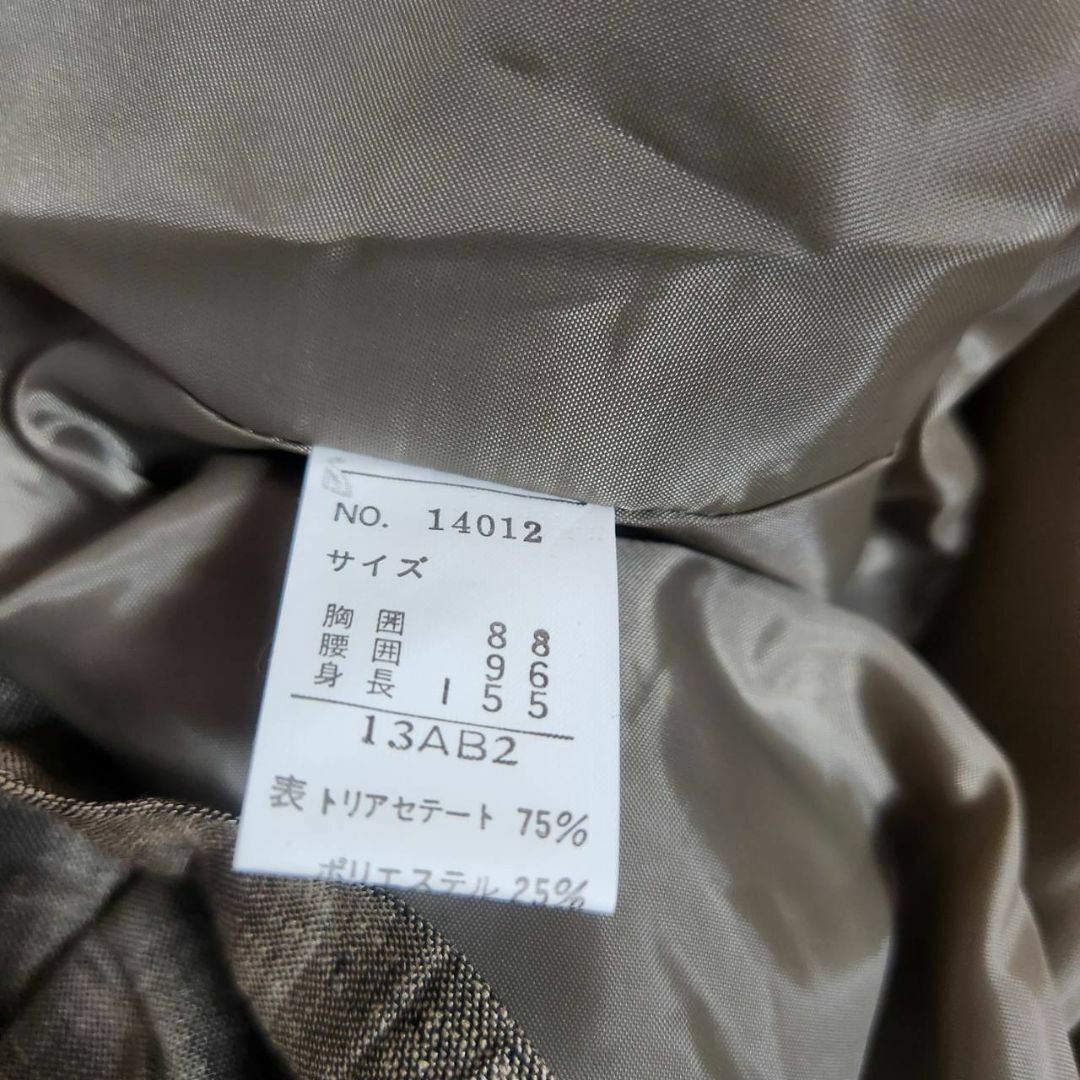 NO. 14012
サイズ
胸囲 88
腰囲 96
身長 155
13AB2
表 トリアセテート 75%
ポリエステル 25%